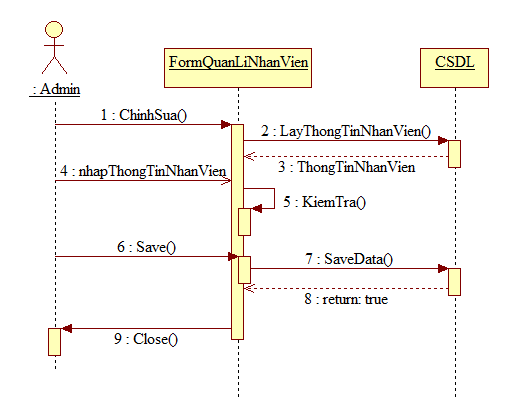 FormQuanLiNhanVien
CSDL
: Admin
1 : ChinhSua()
2 : LayThongTinNhanVien()
3 : ThongTinNhanVien
4 : nhapThongTinNhanVien
5 : KiemTra()
6 : Save()
7 : SaveData()
8 : return: true
9 : Close()